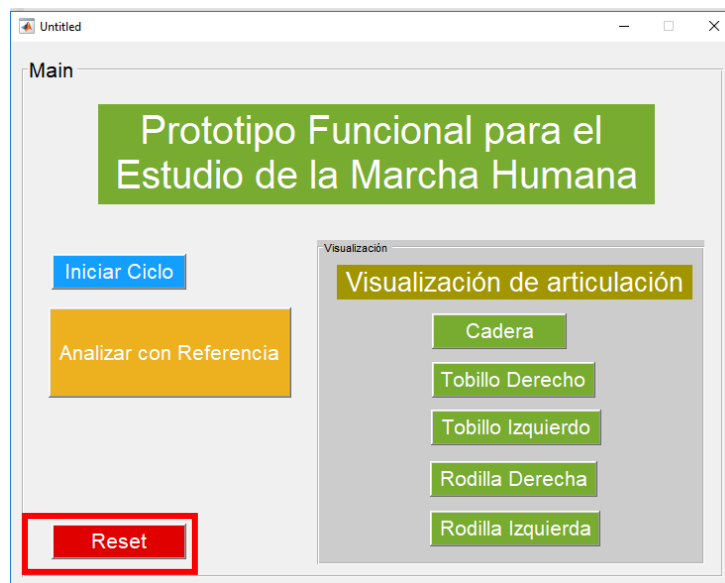 Untitled
Main
Prototipo Funcional para el
Estudio de la Marcha Humana
Iniciar Ciclo
Analizar con Referencia
Reset
Visualización
Visualización de articulación
Cadera
Tobillo Derecho
Tobillo Izquierdo
Rodilla Derecha
Rodilla Izquierda